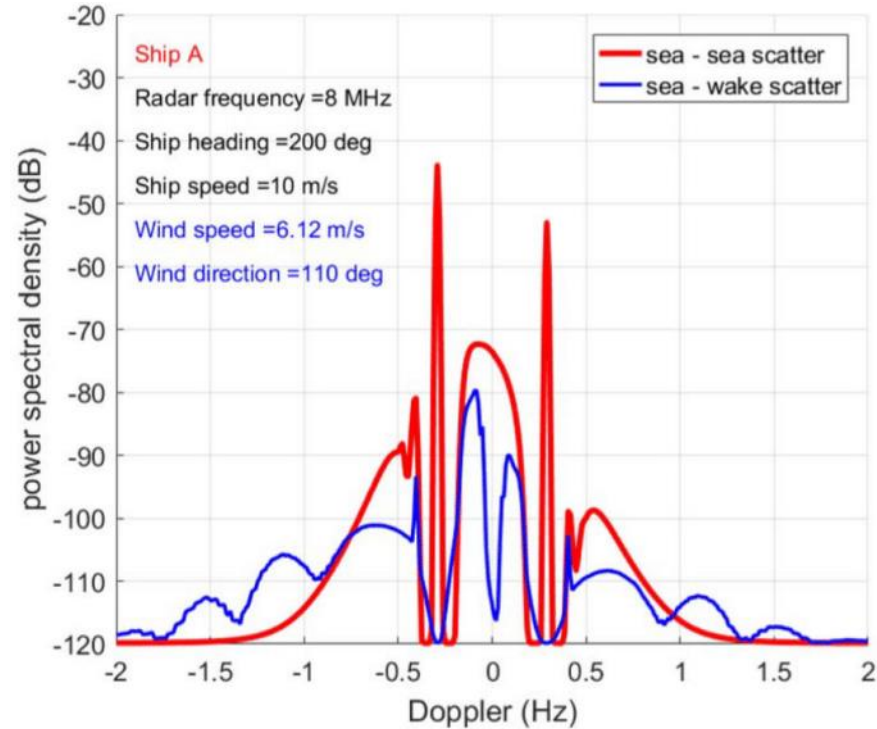 -20
-30
-40
-50
-60
-70
-80
-90
-100
-110
-120
power spectral density (dB)
Ship A
Radar frequency =8 MHz
Ship heading =200 deg
Ship speed =10 m/s
Wind speed =6.12 m/s
Wind direction =110 deg
sea - sea scatter
sea - wake scatter
-2 -1.5 -1 -0.5 0 0.5 1 1.5 2
Doppler (Hz)